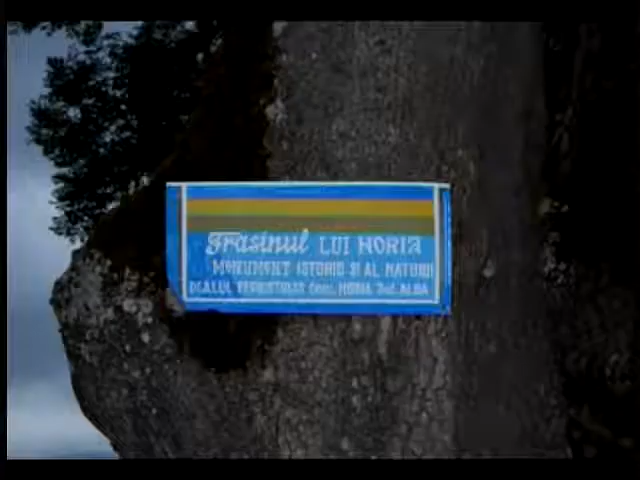 Frasinul LUI HORIA
MONUMENT ISTORIC SI AL NATURII
DEALUL COM. HORIA JUD. ALBA